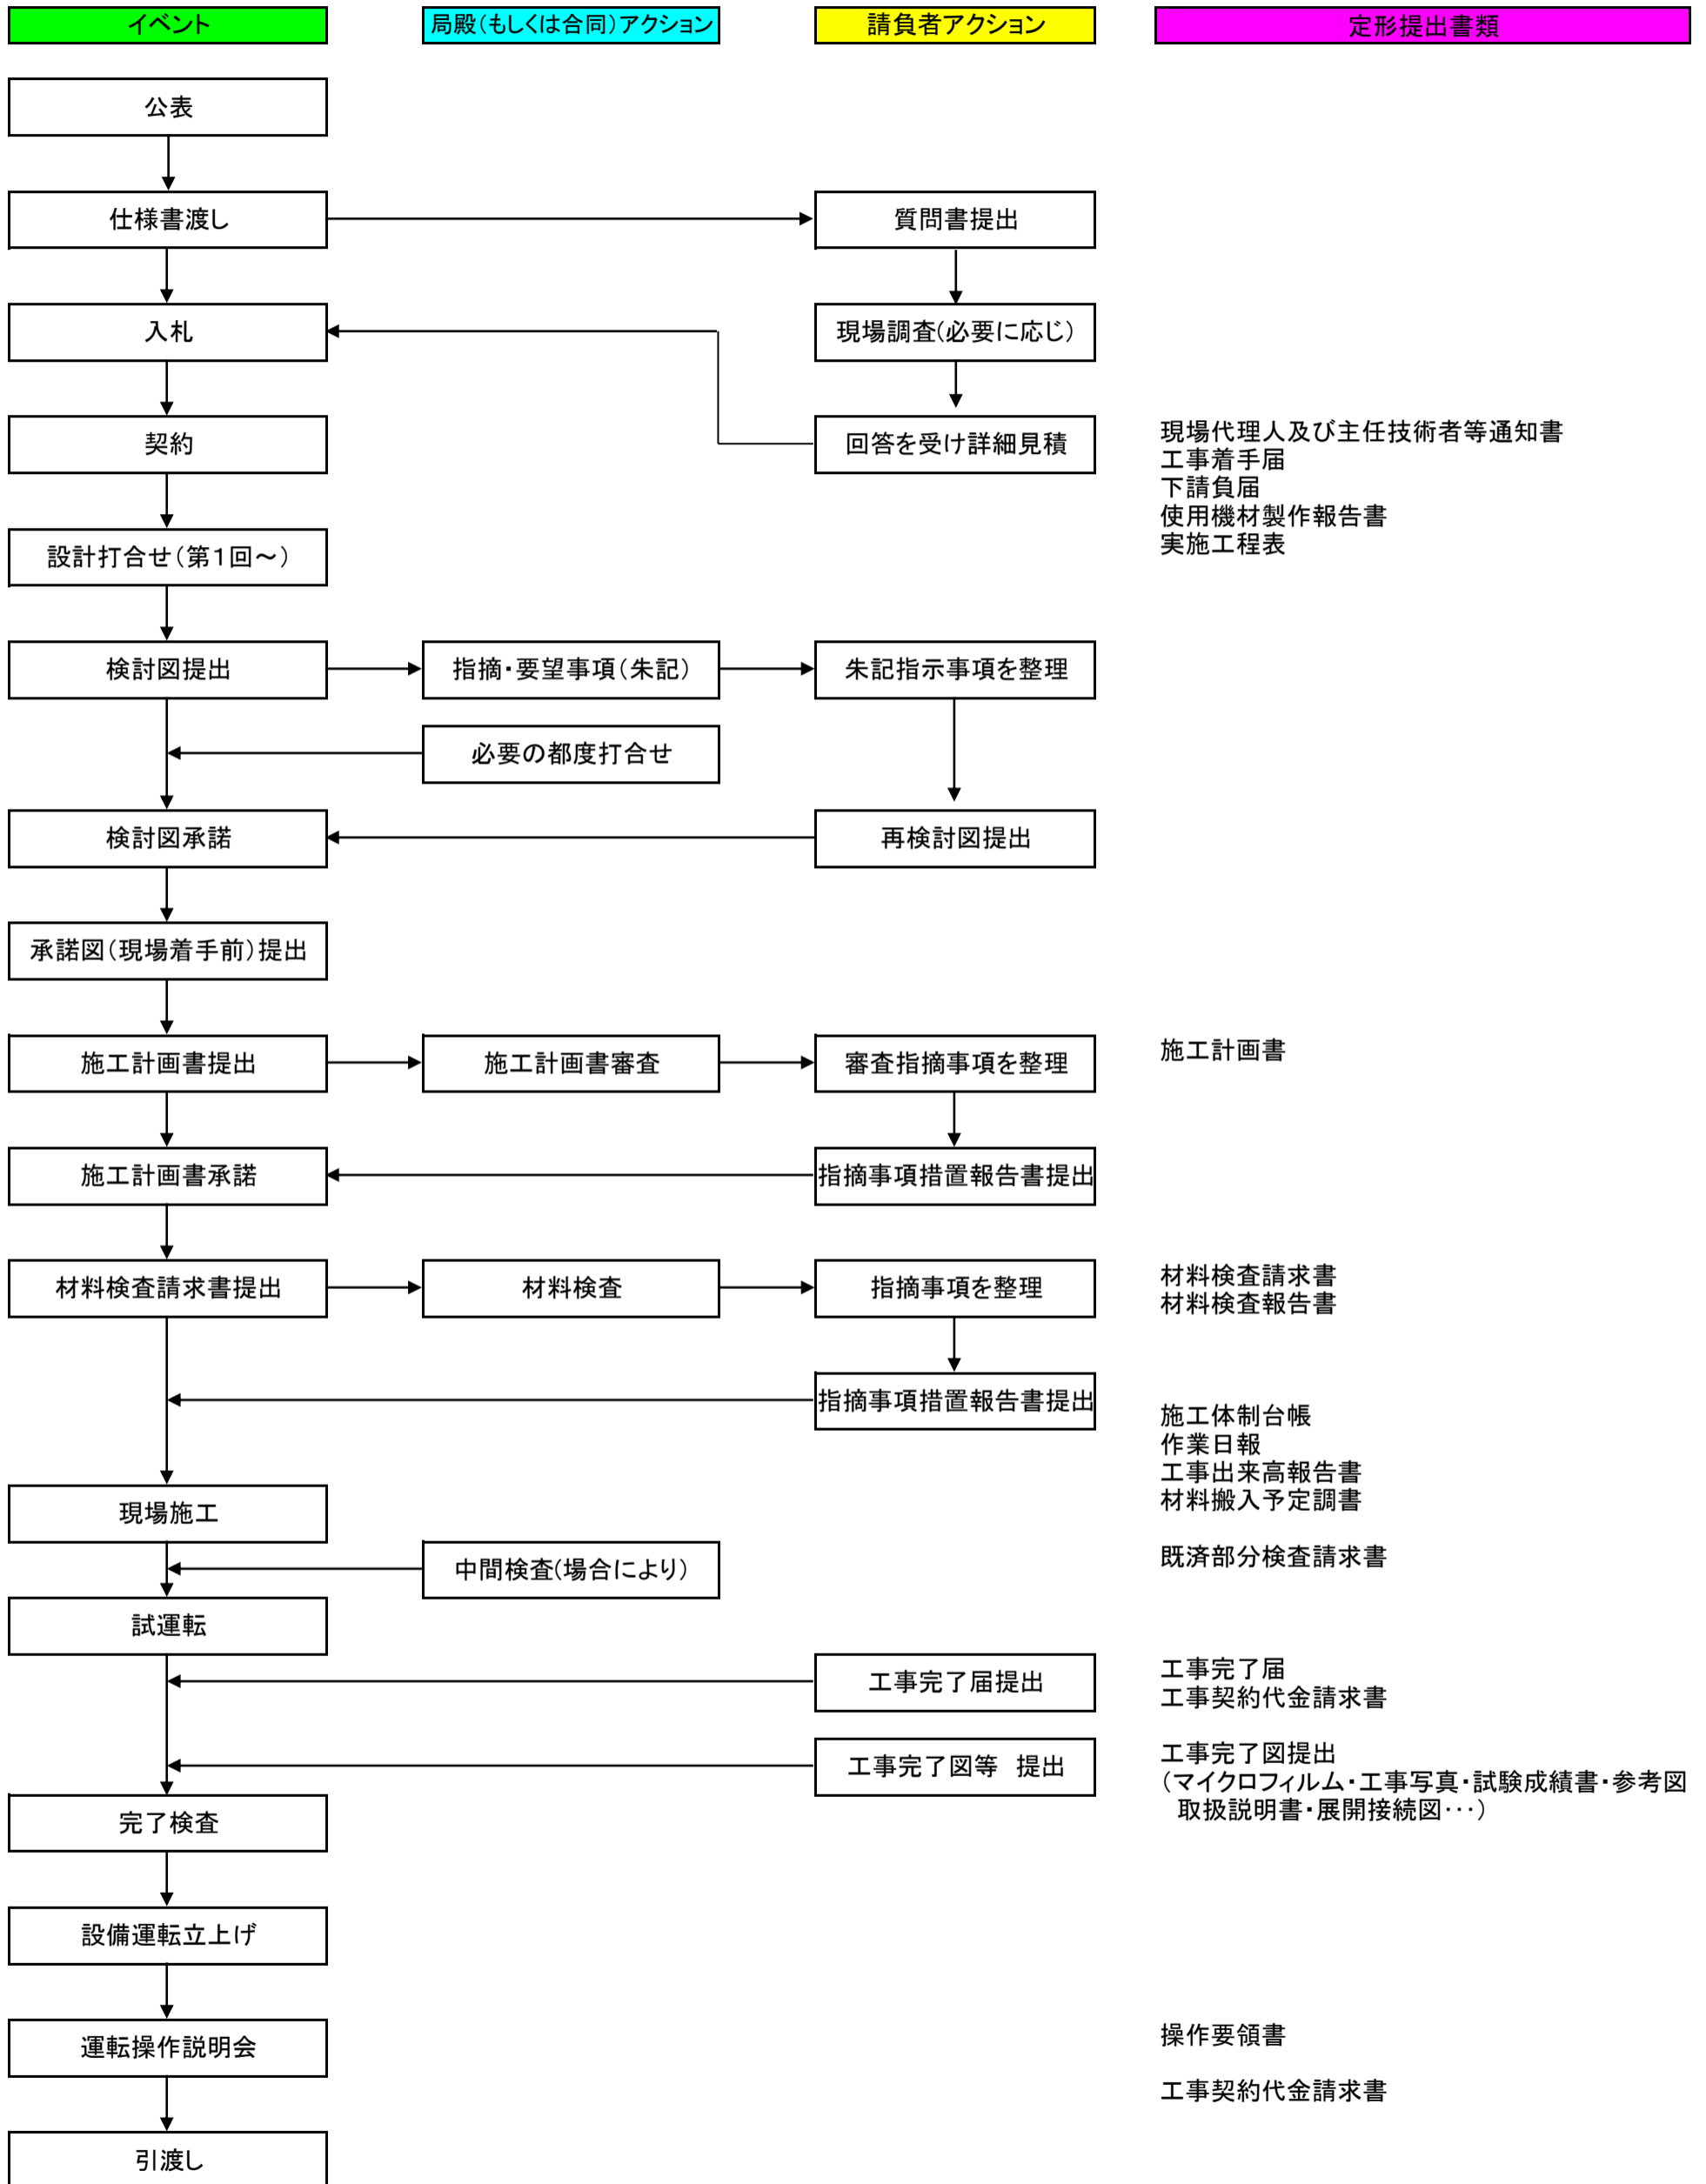 イベント
局殿（もしくは合同）アクション
請負者アクション
定形提出書類
公表
仕様書渡し
質問書提出
入札
現場調査(必要に応じ）
契約
回答を受け詳細見積
現場代理人及び主任技術者等通知書
工事着手届
下請負届
使用機材製作報告書
実施工程表
設計打合せ（第１回～）
検討図提出
指摘・要望事項（朱記）
朱記指示事項を整理
必要の都度打合せ
検討図承諾
再検討図提出
承諾図（現場着手前）提出
施工計画書提出
施工計画書審査
審査指摘事項を整理
施工計画書
施工計画書承諾
指摘事項措置報告書提出
材料検査請求書提出
材料検査
指摘事項を整理
材料検査請求書
材料検査報告書
指摘事項措置報告書提出
施工体制台帳
作業日報
工事出来高報告書
材料搬入予定調書
現場施工
中間検査(場合により）
既済部分検査請求書
試運転
工事完了届提出
工事完了届
工事契約代金請求書
工事完了図等　提出
工事完了図提出
（マイクロフィルム・工事写真・試験成績書・参考図
取扱説明書・展開接続図・・・）
完了検査
設備運転立上げ
運転操作説明会
操作要領書
工事契約代金請求書
引渡し